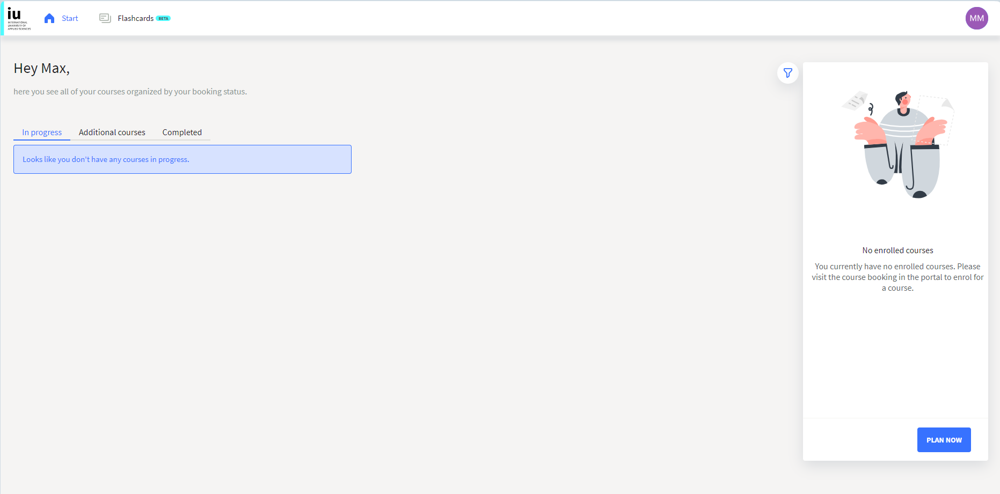 iu
INTERNATIONAL
UNIVERSITY OF
APPLIED SCIENCES
Start
Flashcards BETA
MM
Hey Max,
here you see all of your courses organized by your booking status.
In progress
Additional courses
Completed
Looks like you don't have any courses in progress.
No enrolled courses
You currently have no enrolled courses. Please
visit the course booking in the portal to enrol for
a course.
PLAN NOW